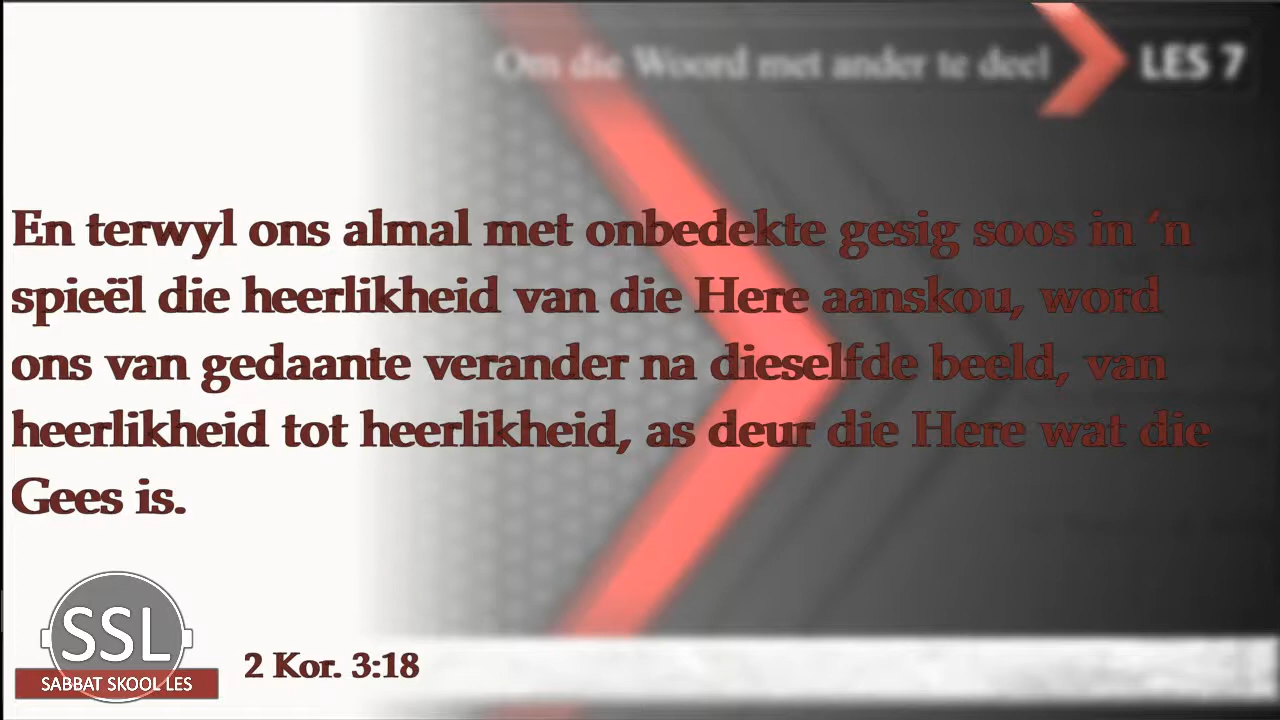 Om die Woord met ander te deel
LES 7
En terwyl ons almal met onbedekte gesig soos in ‘n
spieël die heerlikheid van die Here aanskou, word
ons van gedaante verander na dieselfde beeld, van
heerlikheid tot heerlikheid, as deur die Here wat die
Gees is.
SSL
SABBAT SKOOL LES
2 Kor. 3:18